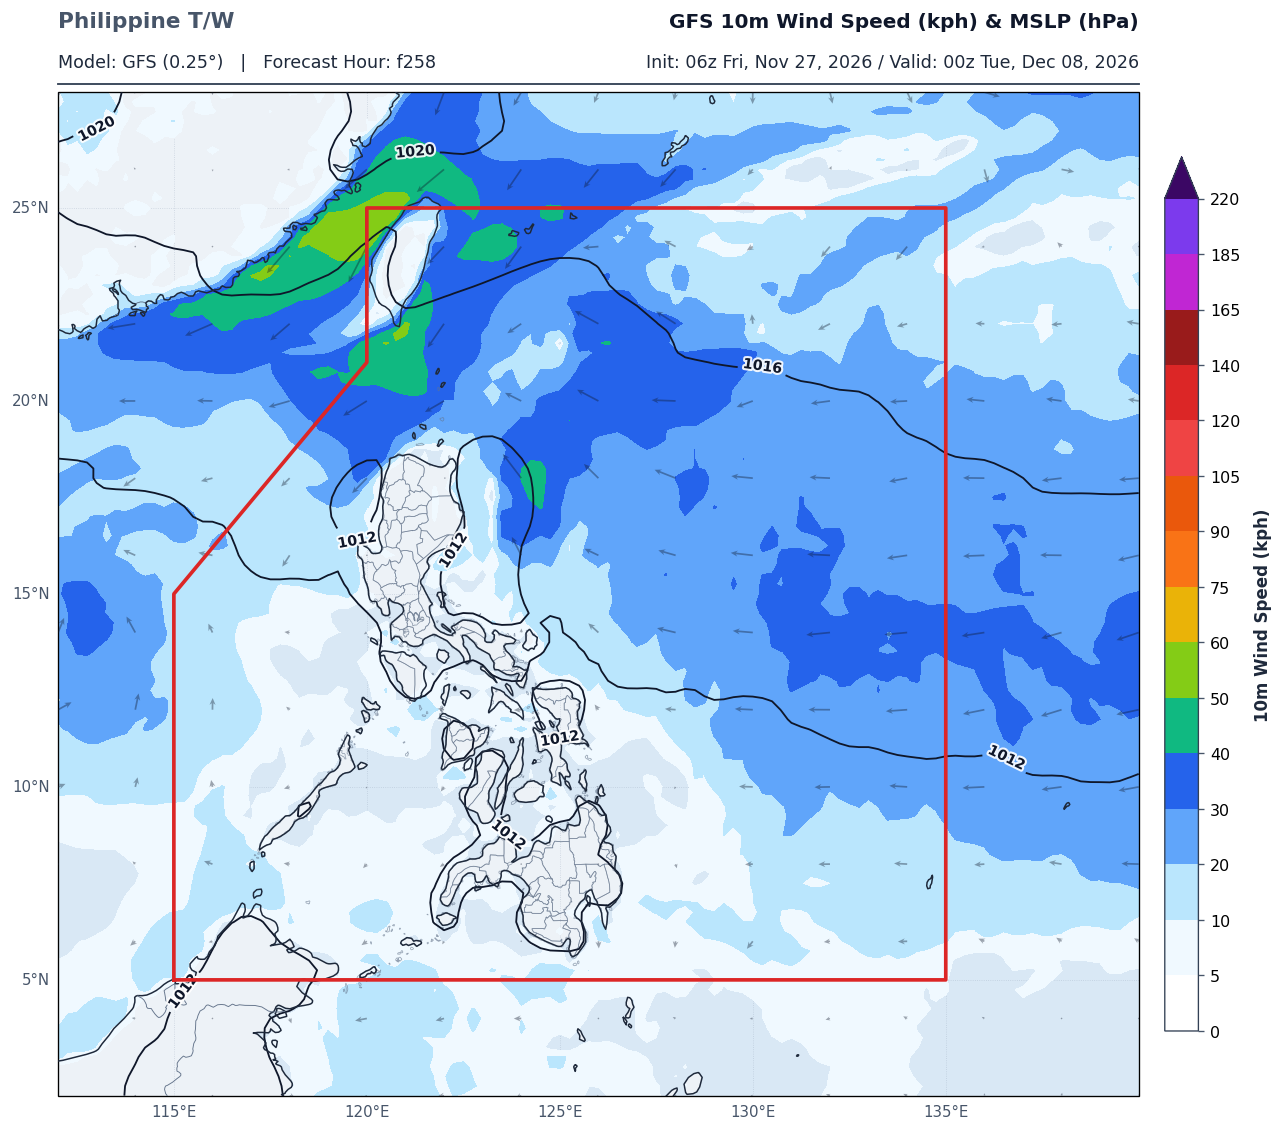 Philippine T/W
GFS 10m Wind Speed (kph) & MSLP (hPa)
Model: GFS (0.25°)   |   Forecast Hour: f258
Init: 06z Fri, Nov 27, 2026 / Valid: 00z Tue, Dec 08, 2026
1020
1020
1016
1012
1012
1012
1012
1012
1012
25°N
20°N
15°N
10°N
5°N
115°E
120°E
125°E
130°E
135°E
220
185
165
140
120
105
90
75
60
50
40
30
20
10
5
0
10m Wind Speed (kph)